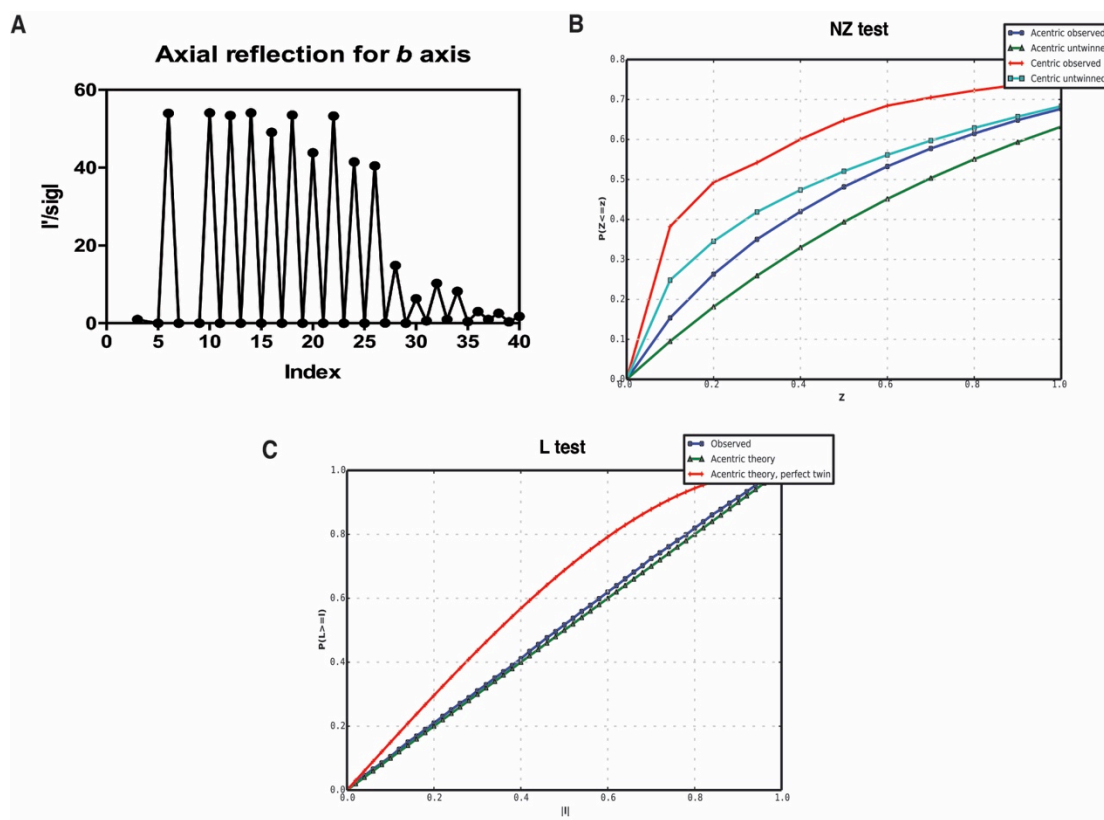 A
Axial reflection for b axis
60
40
20
0
I'/sigI
0 5 10 15 20 25 30 35 40
Index
B
NZ test
Acentric observed
Acentric untwinned
Centric observed
Centric untwinned
0.8
0.7
0.6
0.5
0.4
0.3
0.2
0.1
0.0
P(Z<=z)
0.2 0.4 0.6 0.8 1.0
Z
C
L test
Observed
Acentric theory
Acentric theory, perfect twin
1.0
0.8
0.6
0.4
0.2
0.0
P(L>=l)
0.0 0.2 0.4 0.6 0.8 1.0
|l|